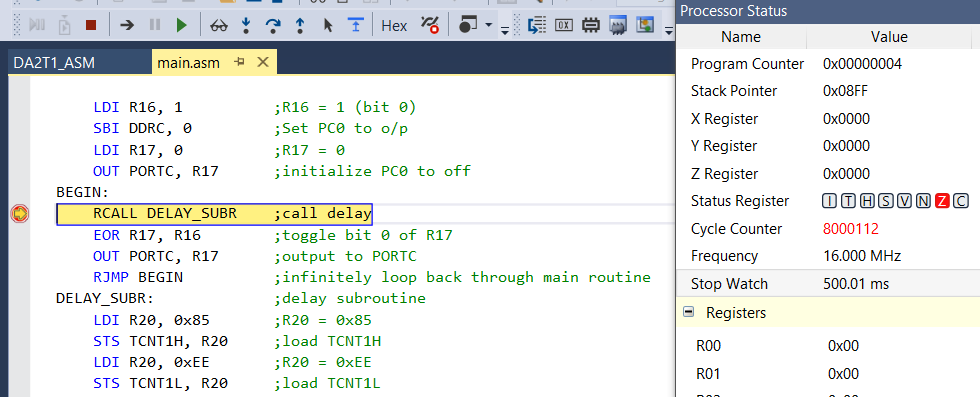 Hex
DA2T1_ASM
main.asm
LDI R16, 1 ;R16 = 1 (bit 0)
SBI DDRC, 0 ;Set PC0 to o/p
LDI R17, 0 ;R17 = 0
OUT PORTC, R17 ;initialize PC0 to off
BEGIN:
RCALL DELAY_SUBR ;call delay
EOR R17, R16 ;toggle bit 0 of R17
OUT PORTC, R17 ;output to PORTC
RJMP BEGIN ;infinitely loop back through main routine
DELAY_SUBR: ;delay subroutine
LDI R20, 0x85 ;R20 = 0x85
STS TCNT1H, R20 ;load TCNT1H
LDI R20, 0xEE ;R20 = 0xEE
STS TCNT1L, R20 ;load TCNT1L
Processor Status
Name Value
Program Counter 0x00000004
Stack Pointer 0x08FF
X Register 0x0000
Y Register 0x0000
Z Register 0x0000
Status Register I T H S V N Z C
Cycle Counter 8000112
Frequency 16.000 MHz
Stop Watch 500.01 ms
Registers
R00 0x00
R01 0x00